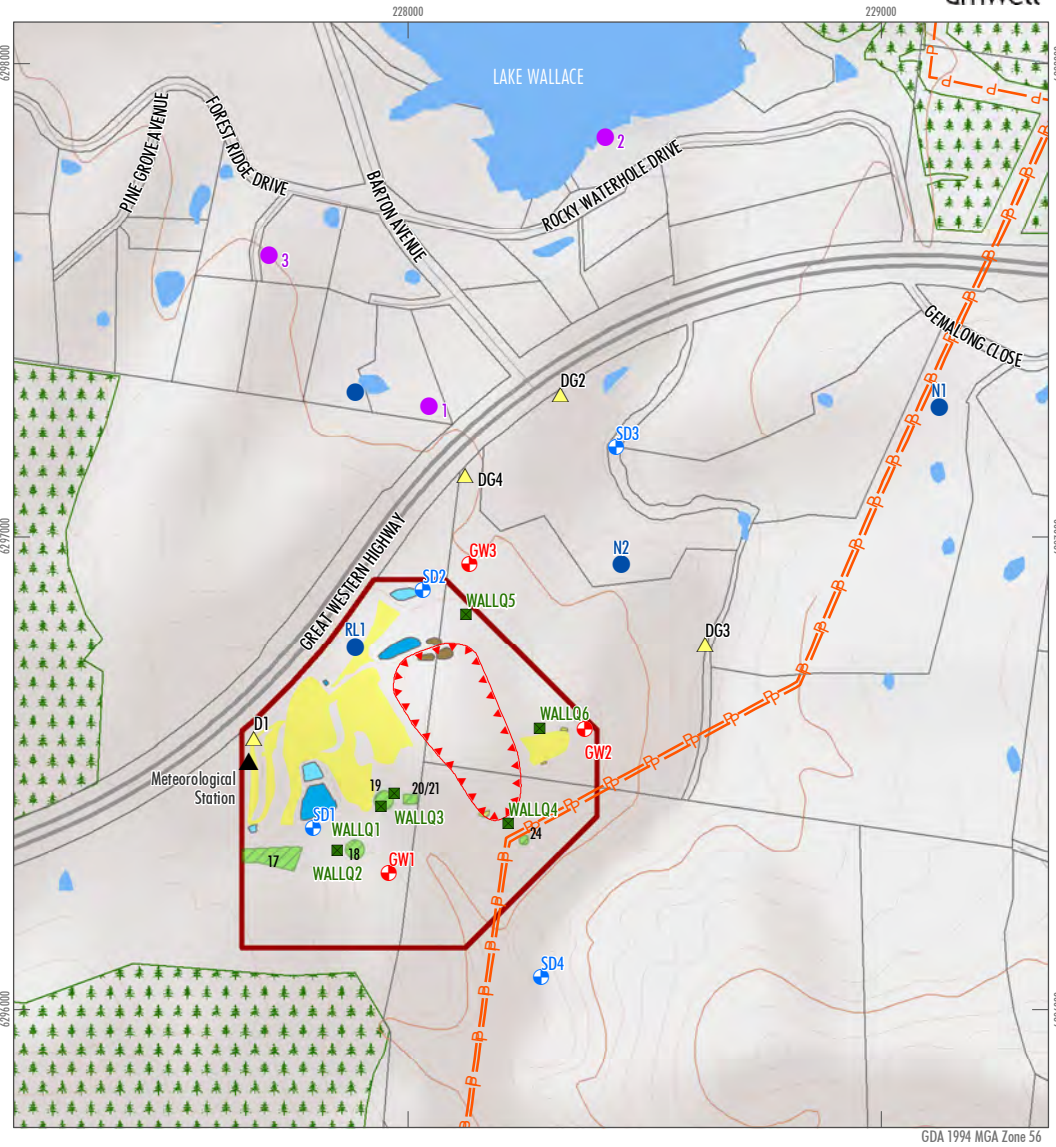 228000
229000
6298000
LAKE WALLACE
2
PINE GROVE AVENUE
FOREST RIDGE DRIVE
BARTON AVENUE
ROCKY WATERHOLE DRIVE
3
GEMALONG CLOSE
DG2
N1
1
SD3
DG4
6297000
GREAT WESTERN HIGHWAY
GW3
N2
SD2
WALLQ5
RL1
DG3
D1
WALLQ6
GW2
Meteorological
Station
19
20/21
WALLQ3
WALLQ4
SD1
WALLQ1
24
17
18
WALLQ2
GW1
SD4
6296000
GDA 1994 MGA Zone 56